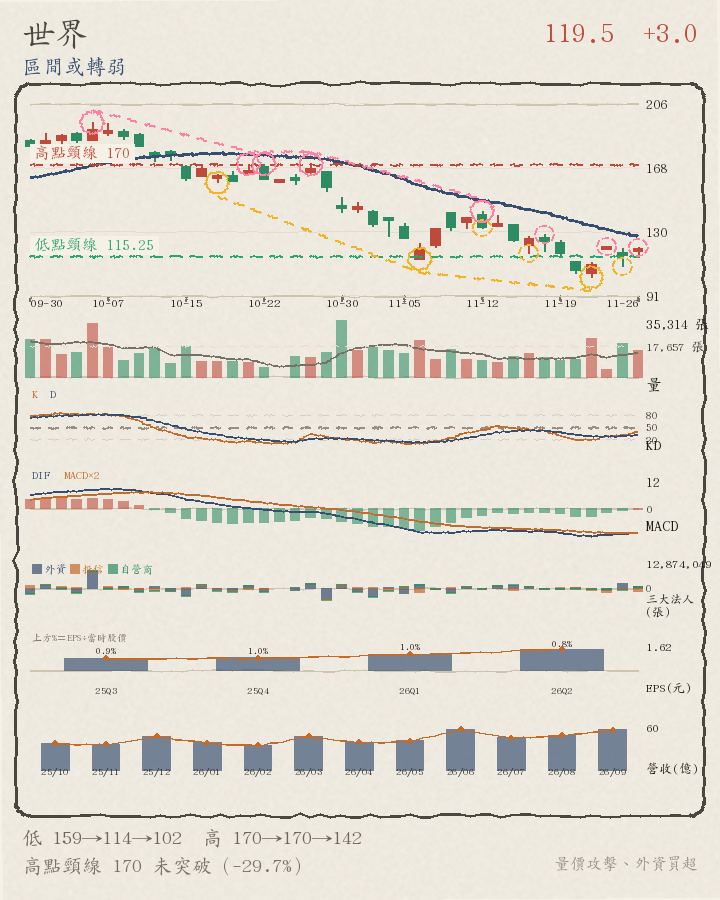 世界
119.5 +3.0
區間或轉弱
206
高點頸線 170
168
130
低點頸線 115.25
91
09-30 10-07 10-15 10-22 10-30 11-05 11-12 11-19 11-26
35,314 張
17,657 張
量
K D
80
50
20
KD
DIF MACD×2
12
0
MACD
外資 投信 自營商
12,874,049
0
三大法人
(張)
上方%=EPS÷當時股價
0.9% 1.0% 1.0% 0.8%
1.62
25Q3 25Q4 26Q1 26Q2
EPS(元)
60
25/10 25/11 25/12 26/01 26/02 26/03 26/04 26/05 26/06 26/07 26/08 26/09
營收(億)
低 159→114→102 高 170→170→142
高點頸線 170 未突破 (-29.7%)
量價攻擊、外資買超